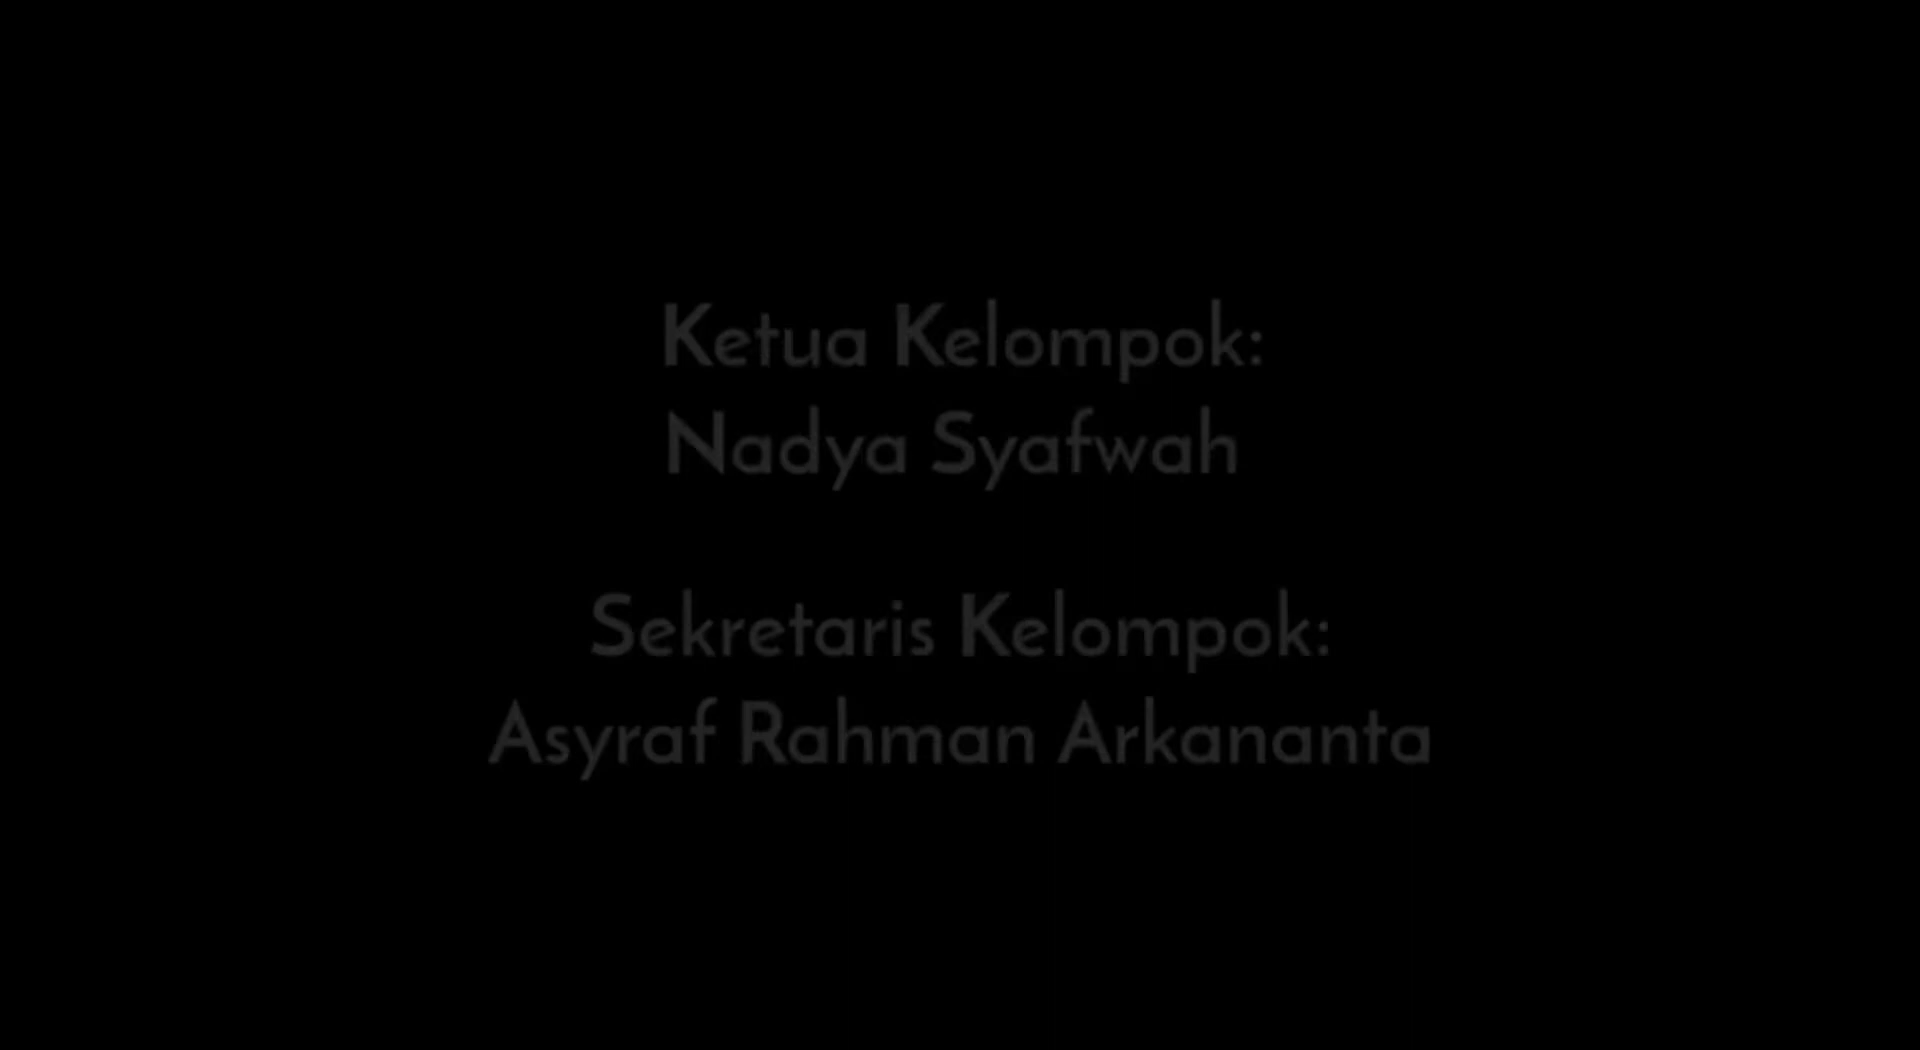 Ketua Kelompok:
Nadya Syafwah
Sekretaris Kelompok:
Asyraf Rahman Arkananta